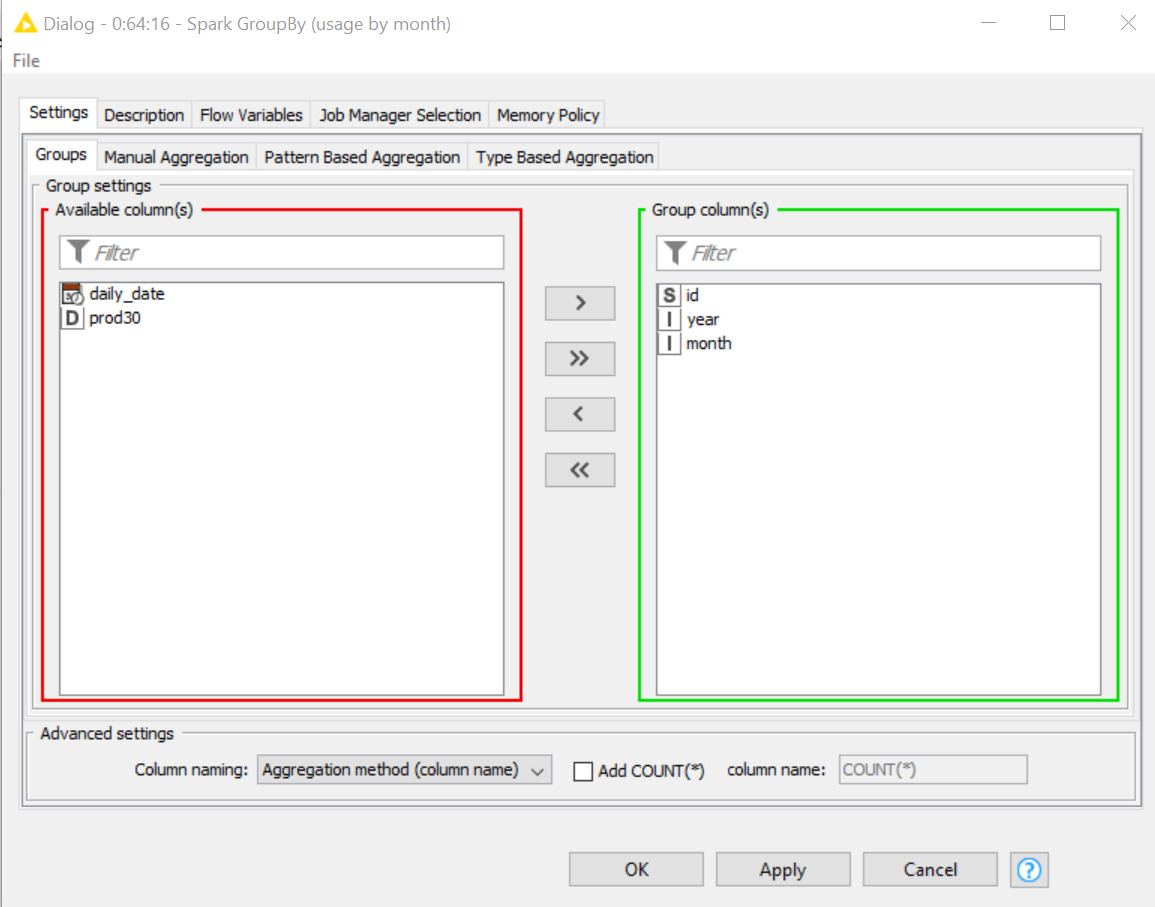 Dialog - 0:64:16 - Spark GroupBy (usage by month)
File
Settings Description Flow Variables Job Manager Selection Memory Policy
Groups Manual Aggregation Pattern Based Aggregation Type Based Aggregation
Group settings
Available column(s) Group column(s)
Filter Filter
daily_date S id
D prod30 I year
I month
> 
>>
<
<<
Advanced settings
Column naming: Aggregation method (column name) Add COUNT(*) column name: COUNT(*)
OK Apply Cancel ?